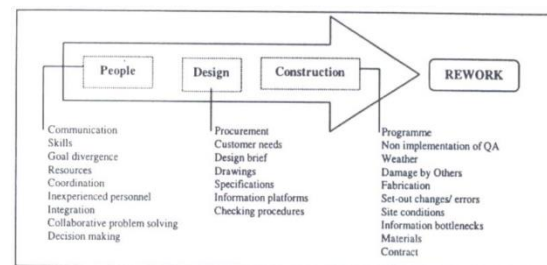 People
Design
Construction
REWORK
Communication
Skills
Goal divergence
Resources
Coordination
Inexperienced personnel
Integration
Collaborative problem solving
Decision making
Procurement
Customer needs
Design brief
Drawings
Specifications
Information platforms
Checking procedures
Programme
Non implementation of QA
Weather
Damage by Others
Fabrication
Set-out changes/ errors
Site conditions
Information bottlenecks
Materials
Contract